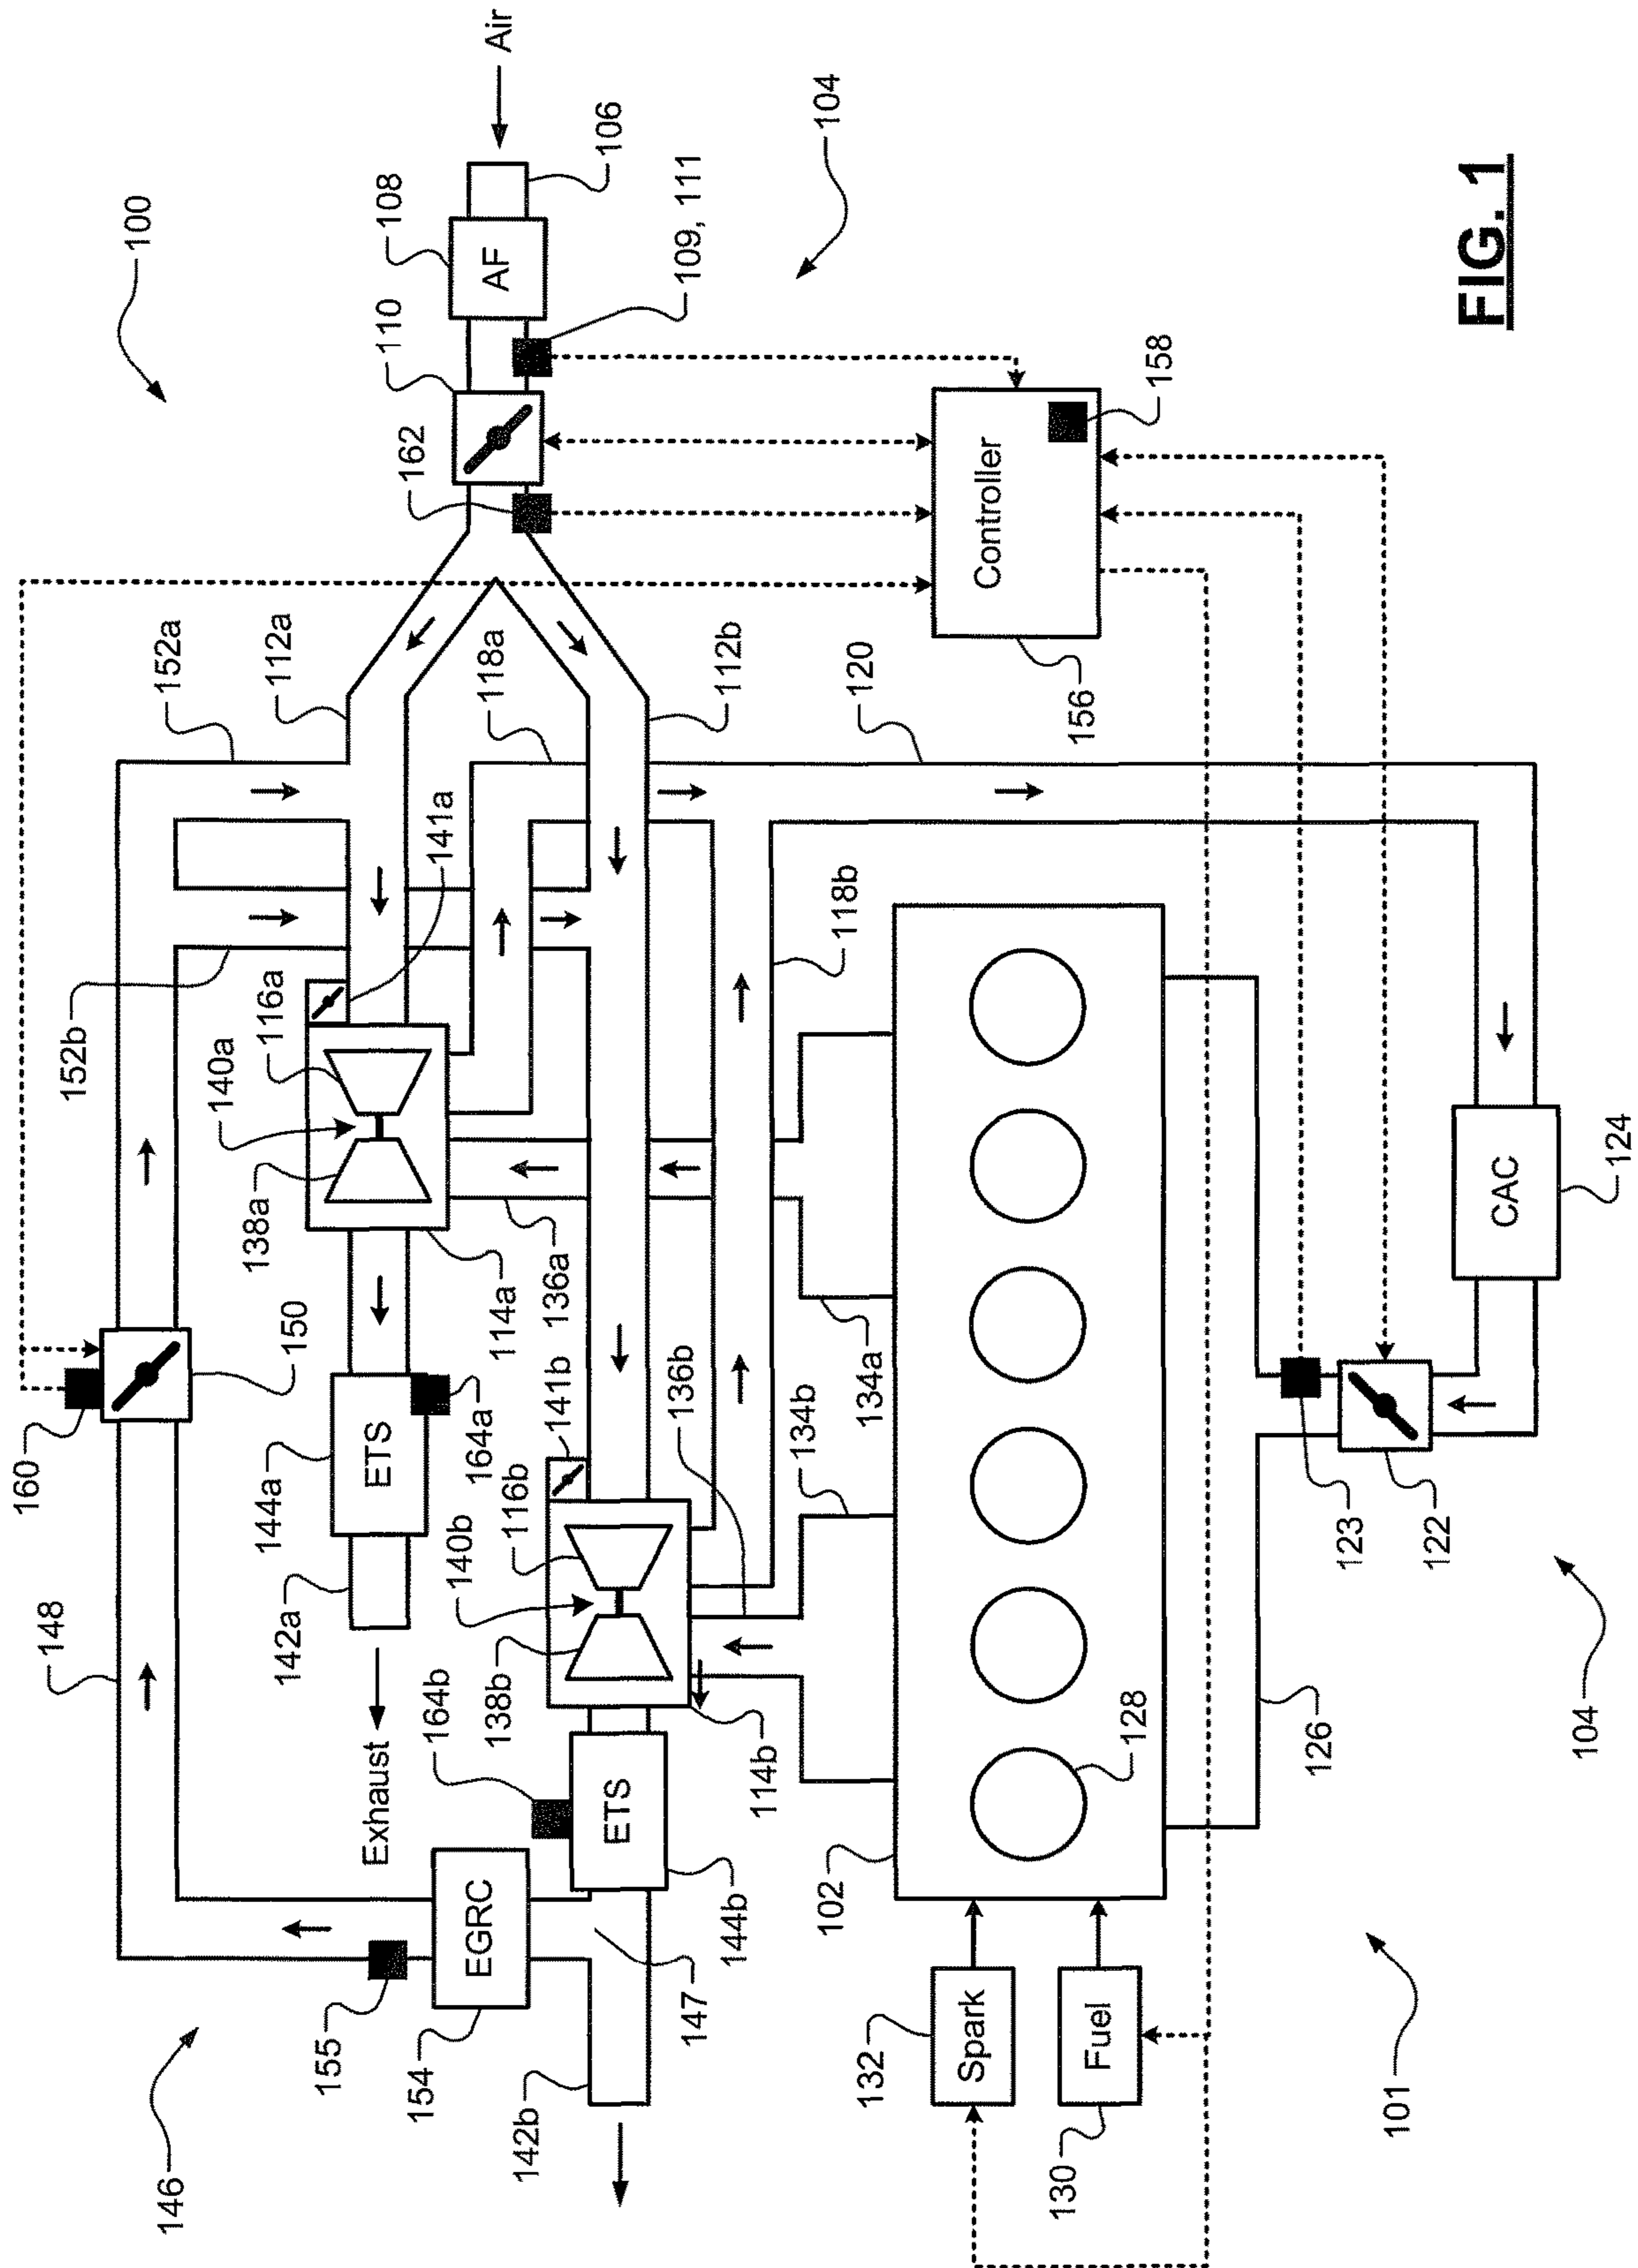 100
152a
112a
118a
110
108
AF
Air
106
109, 111
104
162
Controller
158
156
112b
120
152b
116a
141a
140a
138a
114a
136a
160
150
144a
ETS
164a
141b
116b
140b
138b
136b
118b
148
142a
Exhaust
164b
ETS
114b
134b
134a
146
155
154
EGRC
142b
147
144b
102
128
132
Spark
130
Fuel
101
126
104
123
122
CAC
124
FIG. 1